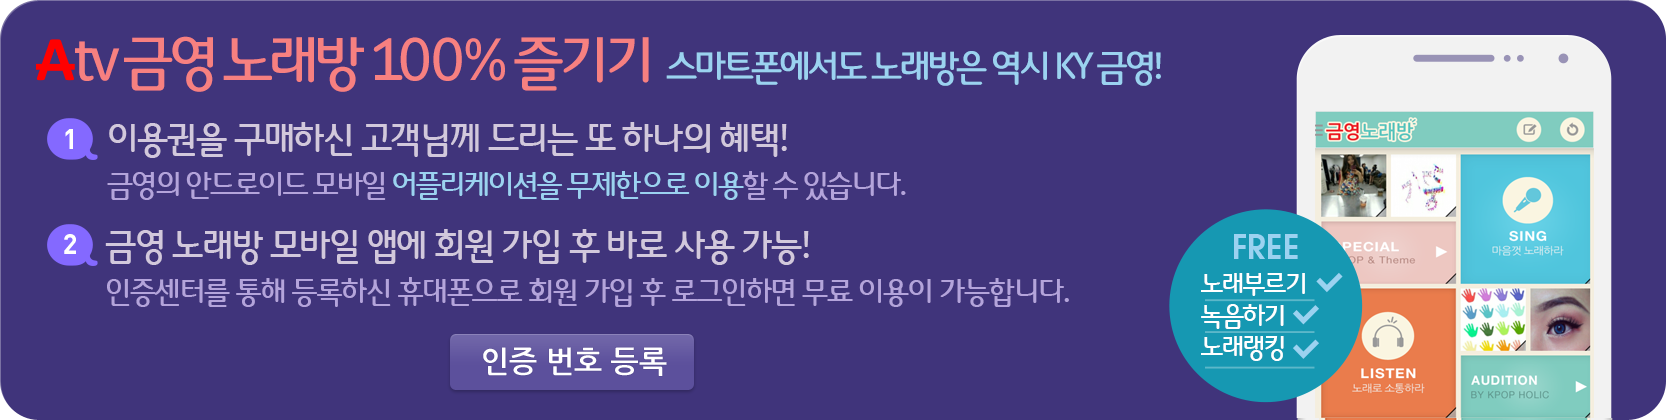 Atv 금영 노래방 100% 즐기기 스마트폰에서도 노래방은 역시 KY 금영!
1 이용권을 구매하신 고객님께 드리는 또 하나의 혜택!
금영의 안드로이드 모바일 어플리케이션을 무제한으로 이용할 수 있습니다.
2 금영 노래방 모바일 앱에 회원 가입 후 바로 사용 가능!
인증센터를 통해 등록하신 휴대폰으로 회원 가입 후 로그인하면 무료 이용이 가능합니다.
인증 번호 등록
FREE
노래부르기
녹음하기
노래랭킹
금영노래방
SING
마음껏 노래하라
PECIAL
OP & Theme
LISTEN
노래로 소통하라
AUDITION
BY KPOP HOLIC